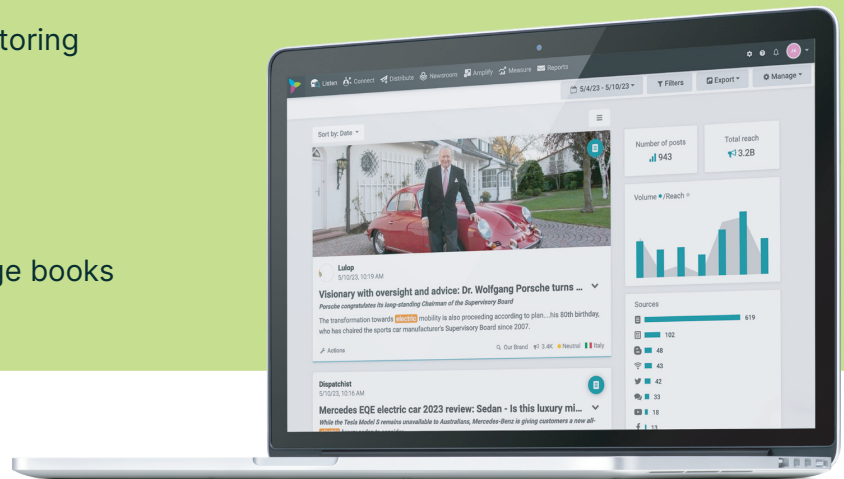 toring
ge books
Listen Connect Distribute Newsroom Amplify Measure Reports
5/4/23 - 5/10/23 Filters Export Manage
Sort by: Date
Number of posts
943
Total reach
3.2B
Volume /Reach
Lulop
5/10/23, 10:19 AM
Visionary with oversight and advice: Dr. Wolfgang Porsche turns ...
Porsche congratulates its long-standing Chairman of the Supervisory Board
The transformation towards electric mobility is also proceeding according to plan....his 80th birthday,
who has chaired the sports car manufacturer's Supervisory Board since 2007.
Actions
Our Brand 3.4K Neutral Italy
Sources
619
102
48
43
42
33
18
13
Dispatchist
5/10/23, 10:16 AM
Mercedes EQE electric car 2023 review: Sedan - Is this luxury mi...
While the Tesla Model S remains unavailable to Australians, Mercedes-Benz is giving customers a new all-